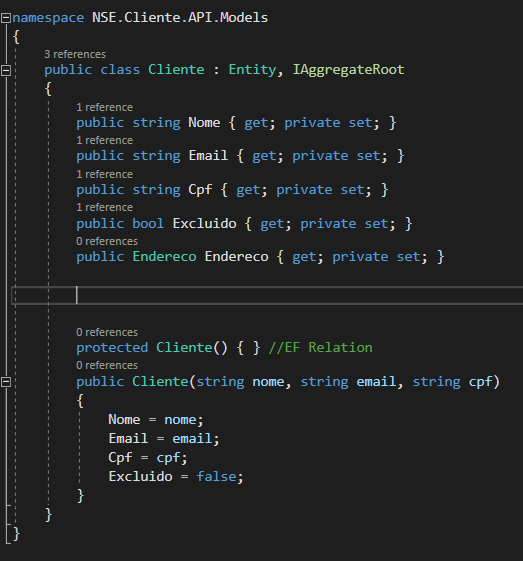 namespace NSE.Cliente.API.Models
{
3 references
public class Cliente : Entity, IAggregateRoot
{
1 reference
public string Nome { get; private set; }
1 reference
public string Email { get; private set; }
1 reference
public string Cpf { get; private set; }
1 reference
public bool Excluido { get; private set; }
0 references
public Endereco Endereco { get; private set; }
0 references
protected Cliente() { } //EF Relation
0 references
public Cliente(string nome, string email, string cpf)
{
Nome = nome;
Email = email;
Cpf = cpf;
Excluido = false;
}
}
}